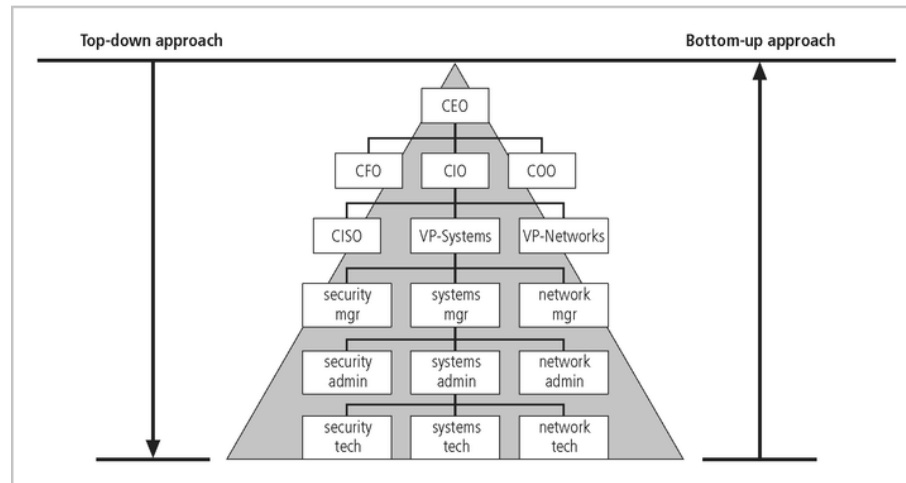 Top-down approach
Bottom-up approach
CEO
CFO
CIO
COO
CISO
VP-Systems
VP-Networks
security
mgr
systems
mgr
network
mgr
security
admin
systems
admin
network
admin
security
tech
systems
tech
network
tech